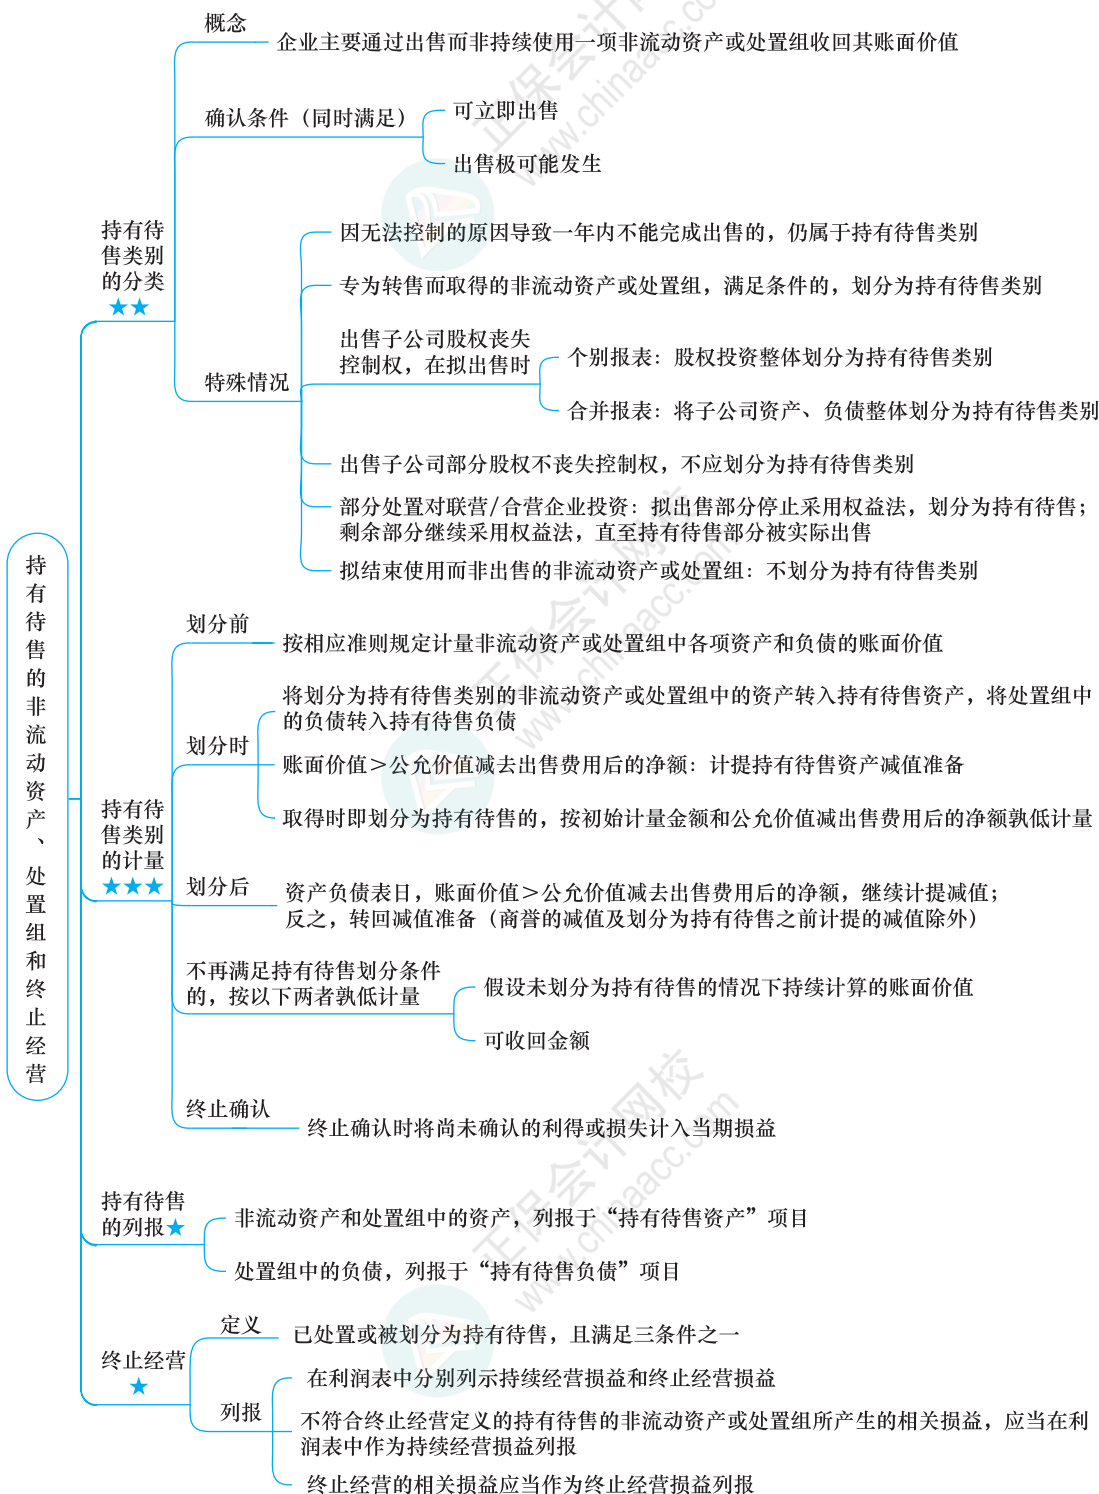 概念
企业主要通过出售而非持续使用一项非流动资产或处置组收回其账面价值
确认条件（同时满足）
可立即出售
出售极可能发生
持有待
售类别
的分类
★★
因无法控制的原因导致一年内不能完成出售的，仍属于持有待售类别
专为转售而取得的非流动资产或处置组，满足条件的，划分为持有待售类别
出售子公司股权丧失
控制权，在拟出售时
个别报表：股权投资整体划分为持有待售类别
合并报表：将子公司资产、负债整体划分为持有待售类别
特殊情况
出售子公司部分股权不丧失控制权，不应划分为持有待售类别
部分处置对联营/合营企业投资：拟出售部分停止采用权益法，划分为持有待售；
剩余部分继续采用权益法，直至持有待售部分被实际出售
拟结束使用而非出售的非流动资产或处置组：不划分为持有待售类别
持有待售的非流动资产、处置组和终止经营
划分前
按相应准则规定计量非流动资产或处置组中各项资产和负债的账面价值
将划分为持有待售类别的非流动资产或处置组中的资产转入持有待售资产，将处置组中
的负债转入持有待售负债
划分时
账面价值＞公允价值减去出售费用后的净额：计提持有待售资产减值准备
取得时即划分为持有待售的，按初始计量金额和公允价值减出售费用后的净额孰低计量
持有待
售类别
的计量
★★★
划分后
资产负债表日，账面价值＞公允价值减去出售费用后的净额，继续计提减值；
反之，转回减值准备（商誉的减值及划分为持有待售之前计提的减值除外）
不再满足持有待售划分条件
的，按以下两者孰低计量
假设未划分为持有待售的情况下持续计算的账面价值
可收回金额
终止确认
终止确认时将尚未确认的利得或损失计入当期损益
持有待售
的列报★
非流动资产和处置组中的资产，列报于“持有待售资产”项目
处置组中的负债，列报于“持有待售负债”项目
定义
已处置或被划分为持有待售，且满足三条件之一
终止经营
★
在利润表中分别列示持续经营损益和终止经营损益
列报
不符合终止经营定义的持有待售的非流动资产或处置组所产生的相关损益，应当在利
润表中作为持续经营损益列报
终止经营的相关损益应当作为终止经营损益列报
正保会计网校
www.chinaacc.com
正保会计网校
www.chinaacc.com
正保会计网校
www.chinaacc.com